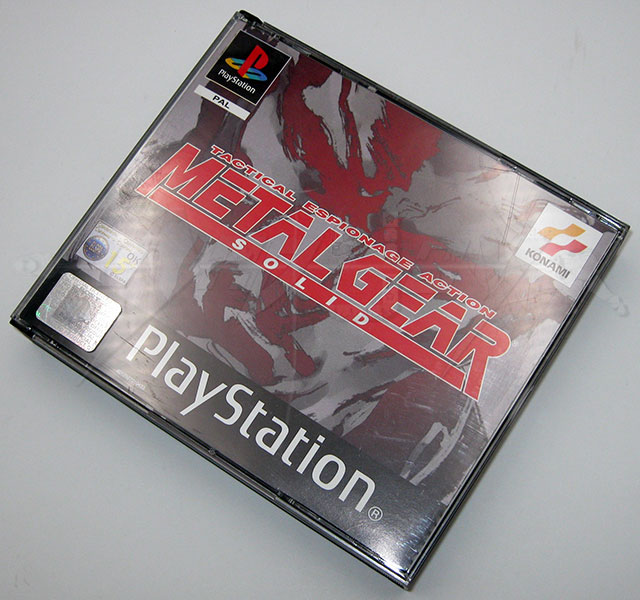 PlayStation
PAL
TACTICAL ESPIONAGE ACTION
METAL GEAR
SOLID
KONAMI
PlayStation®